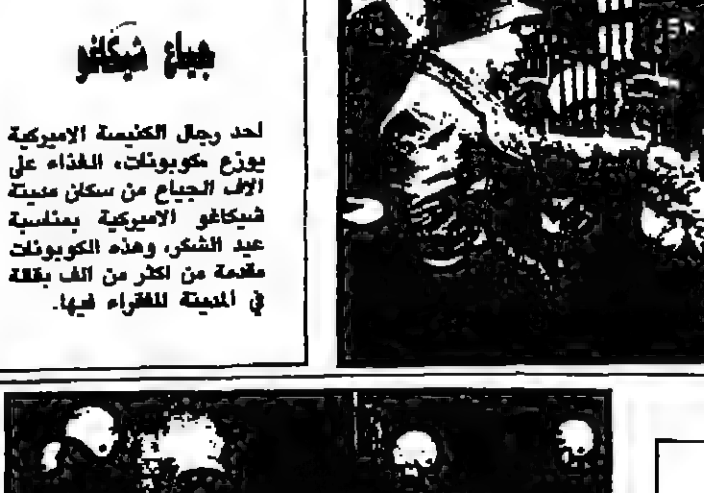 جياع شيكاغو
احد رجال الكنيسة الاميركية
يوزع «كوبونات» الغذاء على
الاف الجياع من سكان مدينة
شيكاغو الاميركية بمناسبة
عيد الشكر، وهذه الكوبونات
مقدمة من اكثر من الف بقالة
في المدينة للفقراء فيها.